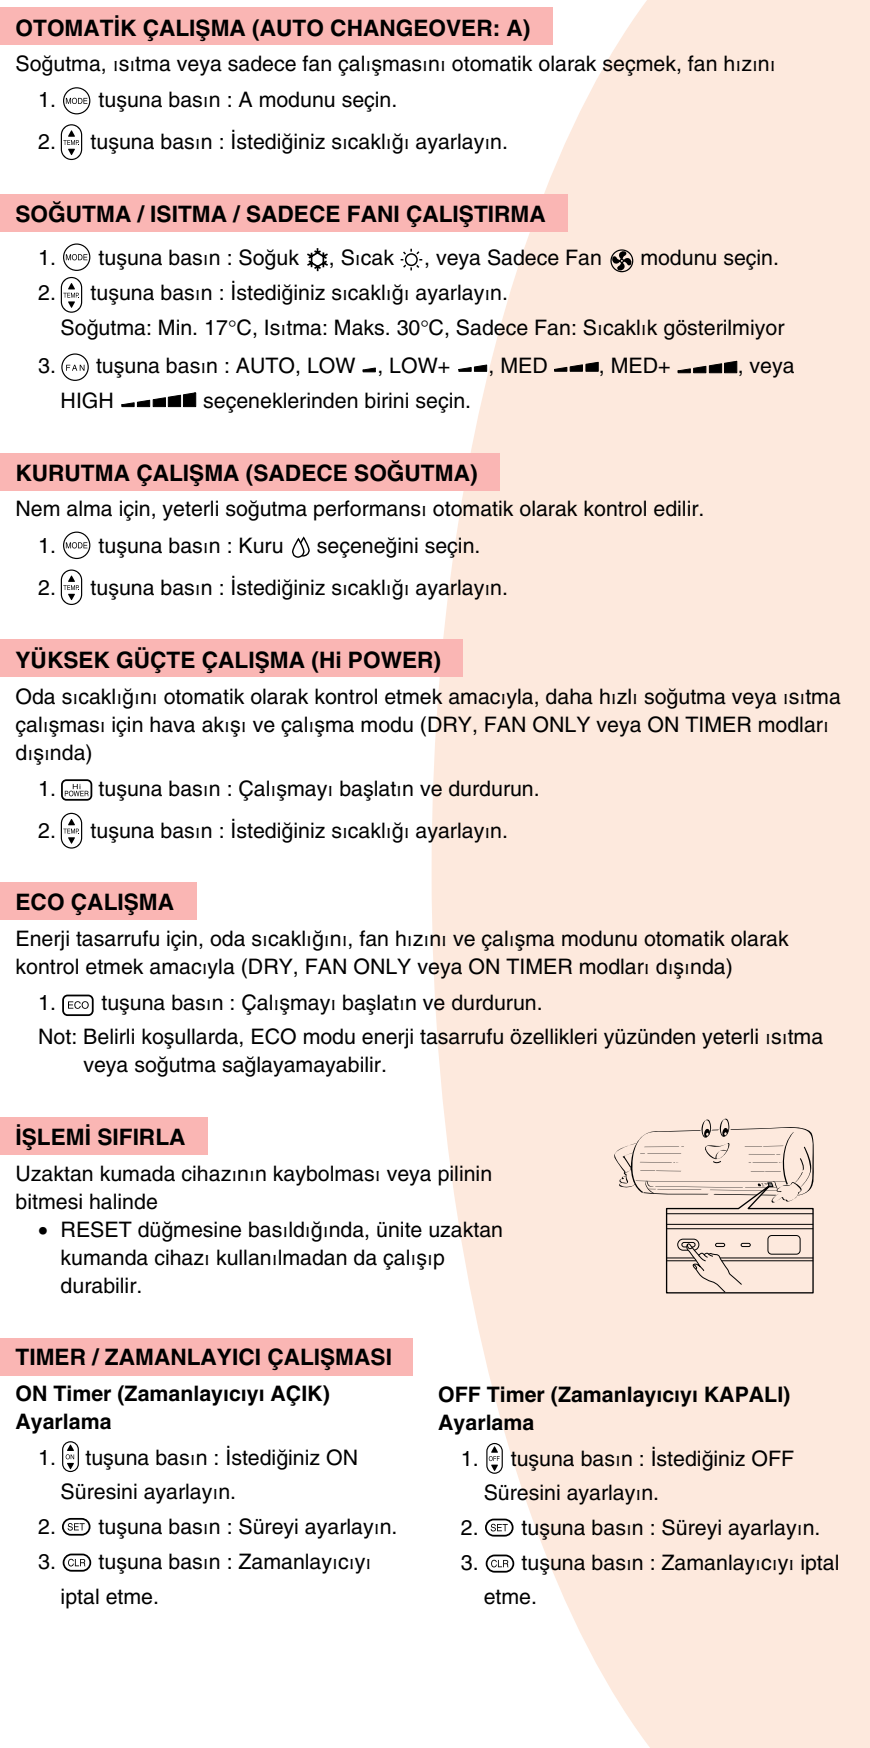 OTOMATİK ÇALIŞMA (AUTO CHANGEOVER: A)
Soğutma, ısıtma veya sadece fan çalışmasını otomatik olarak seçmek, fan hızını
1. MODE tuşuna basın : A modunu seçin.
2. TEMP. tuşuna basın : İstediğiniz sıcaklığı ayarlayın.
SOĞUTMA / ISITMA / SADECE FANI ÇALIŞTIRMA
1. MODE tuşuna basın : Soğuk , Sıcak , veya Sadece Fan modunu seçin.
2. TEMP. tuşuna basın : İstediğiniz sıcaklığı ayarlayın.
Soğutma: Min. 17°C, Isıtma: Maks. 30°C, Sadece Fan: Sıcaklık gösterilmiyor
3. FAN tuşuna basın : AUTO, LOW , LOW+ , MED , MED+ , veya
HIGH seçeneklerinden birini seçin.
KURUTMA ÇALIŞMA (SADECE SOĞUTMA)
Nem alma için, yeterli soğutma performansı otomatik olarak kontrol edilir.
1. MODE tuşuna basın : Kuru seçeneğini seçin.
2. TEMP. tuşuna basın : İstediğiniz sıcaklığı ayarlayın.
YÜKSEK GÜÇTE ÇALIŞMA (Hi POWER)
Oda sıcaklığını otomatik olarak kontrol etmek amacıyla, daha hızlı soğutma veya ısıtma
çalışması için hava akışı ve çalışma modu (DRY, FAN ONLY veya ON TIMER modları
dışında)
1. Hi POWER tuşuna basın : Çalışmayı başlatın ve durdurun.
2. TEMP. tuşuna basın : İstediğiniz sıcaklığı ayarlayın.
ECO ÇALIŞMA
Enerji tasarrufu için, oda sıcaklığını, fan hızını ve çalışma modunu otomatik olarak
kontrol etmek amacıyla (DRY, FAN ONLY veya ON TIMER modları dışında)
1. ECO tuşuna basın : Çalışmayı başlatın ve durdurun.
Not: Belirli koşullarda, ECO modu enerji tasarrufu özellikleri yüzünden yeterli ısıtma
veya soğutma sağlayamayabilir.
İŞLEMİ SIFIRLA
Uzaktan kumada cihazının kaybolması veya pilinin
bitmesi halinde
• RESET düğmesine basıldığında, ünite uzaktan
kumanda cihazı kullanılmadan da çalışıp
durabilir.
TIMER / ZAMANLAYICI ÇALIŞMASI
ON Timer (Zamanlayıcıyı AÇIK)
Ayarlama
1. ON tuşuna basın : İstediğiniz ON
Süresini ayarlayın.
2. SET tuşuna basın : Süreyi ayarlayın.
3. CLR tuşuna basın : Zamanlayıcıyı
iptal etme.
OFF Timer (Zamanlayıcıyı KAPALI)
Ayarlama
1. OFF tuşuna basın : İstediğiniz OFF
Süresini ayarlayın.
2. SET tuşuna basın : Süreyi ayarlayın.
3. CLR tuşuna basın : Zamanlayıcıyı iptal
etme.